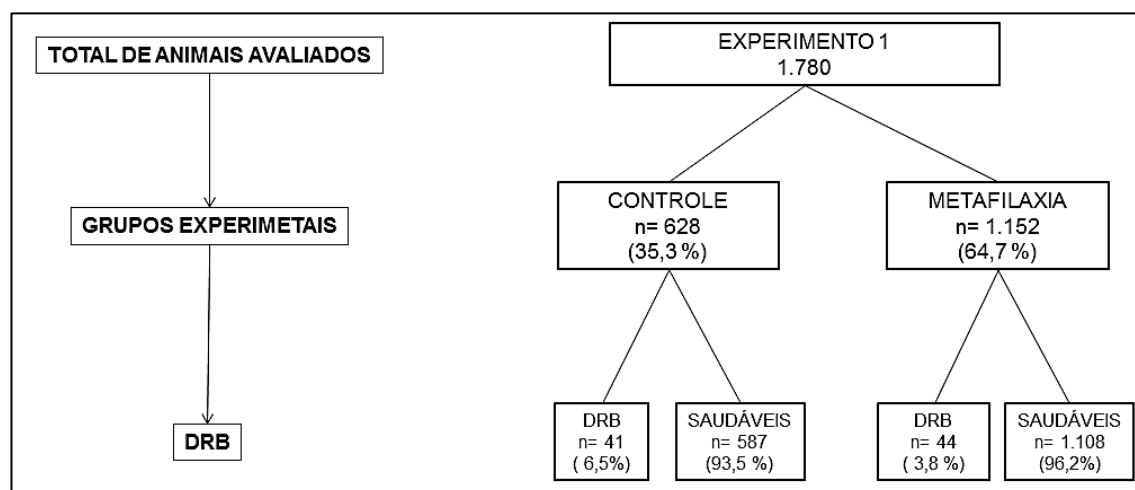 TOTAL DE ANIMAIS AVALIADOS
EXPERIMENTO 1
1.780
GRUPOS EXPERIMETAIS
CONTROLE
n= 628
(35,3 %)
METAFILAXIA
n= 1.152
(64,7 %)
DRB
DRB
n= 41
( 6,5%)
SAUDÁVEIS
n= 587
(93,5 %)
DRB
n= 44
( 3,8 %)
SAUDÁVEIS
n= 1.108
(96,2%)